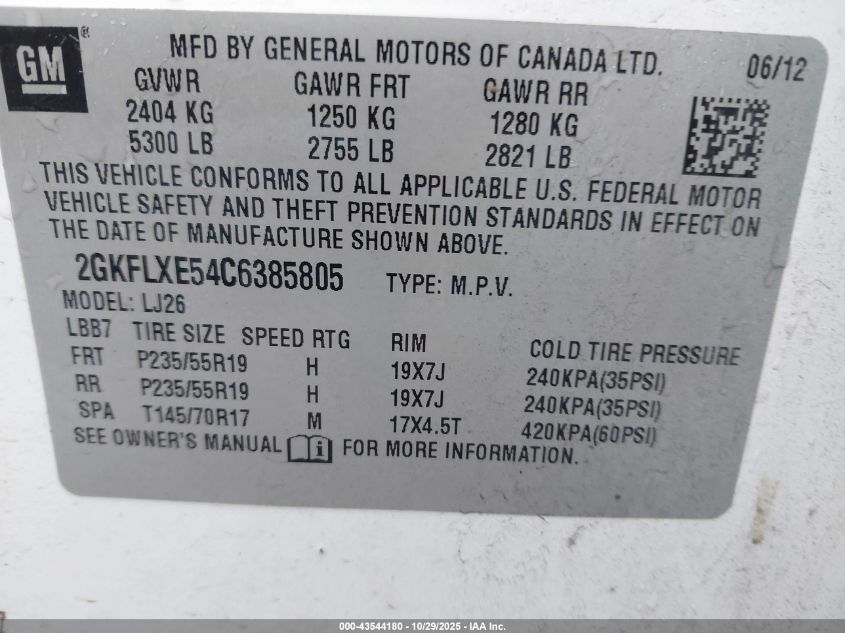 GM®
MFD BY GENERAL MOTORS OF CANADA LTD. 06/12
GVWR GAWR FRT GAWR RR
2404 KG 1250 KG 1280 KG
5300 LB 2755 LB 2821 LB
THIS VEHICLE CONFORMS TO ALL APPLICABLE U.S. FEDERAL MOTOR
VEHICLE SAFETY AND THEFT PREVENTION STANDARDS IN EFFECT ON
THE DATE OF MANUFACTURE SHOWN ABOVE.
2GKFLXE54C6385805 TYPE: M.P.V.
MODEL: LJ26
LBB7 TIRE SIZE SPEED RTG RIM COLD TIRE PRESSURE
FRT P235/55R19 H 19X7J 240KPA(35PSI)
RR P235/55R19 H 19X7J 240KPA(35PSI)
SPA T145/70R17 M 17X4.5T 420KPA(60PSI)
SEE OWNER'S MANUAL i FOR MORE INFORMATION.
000-43544180 - 10/29/2025 - IAA Inc.